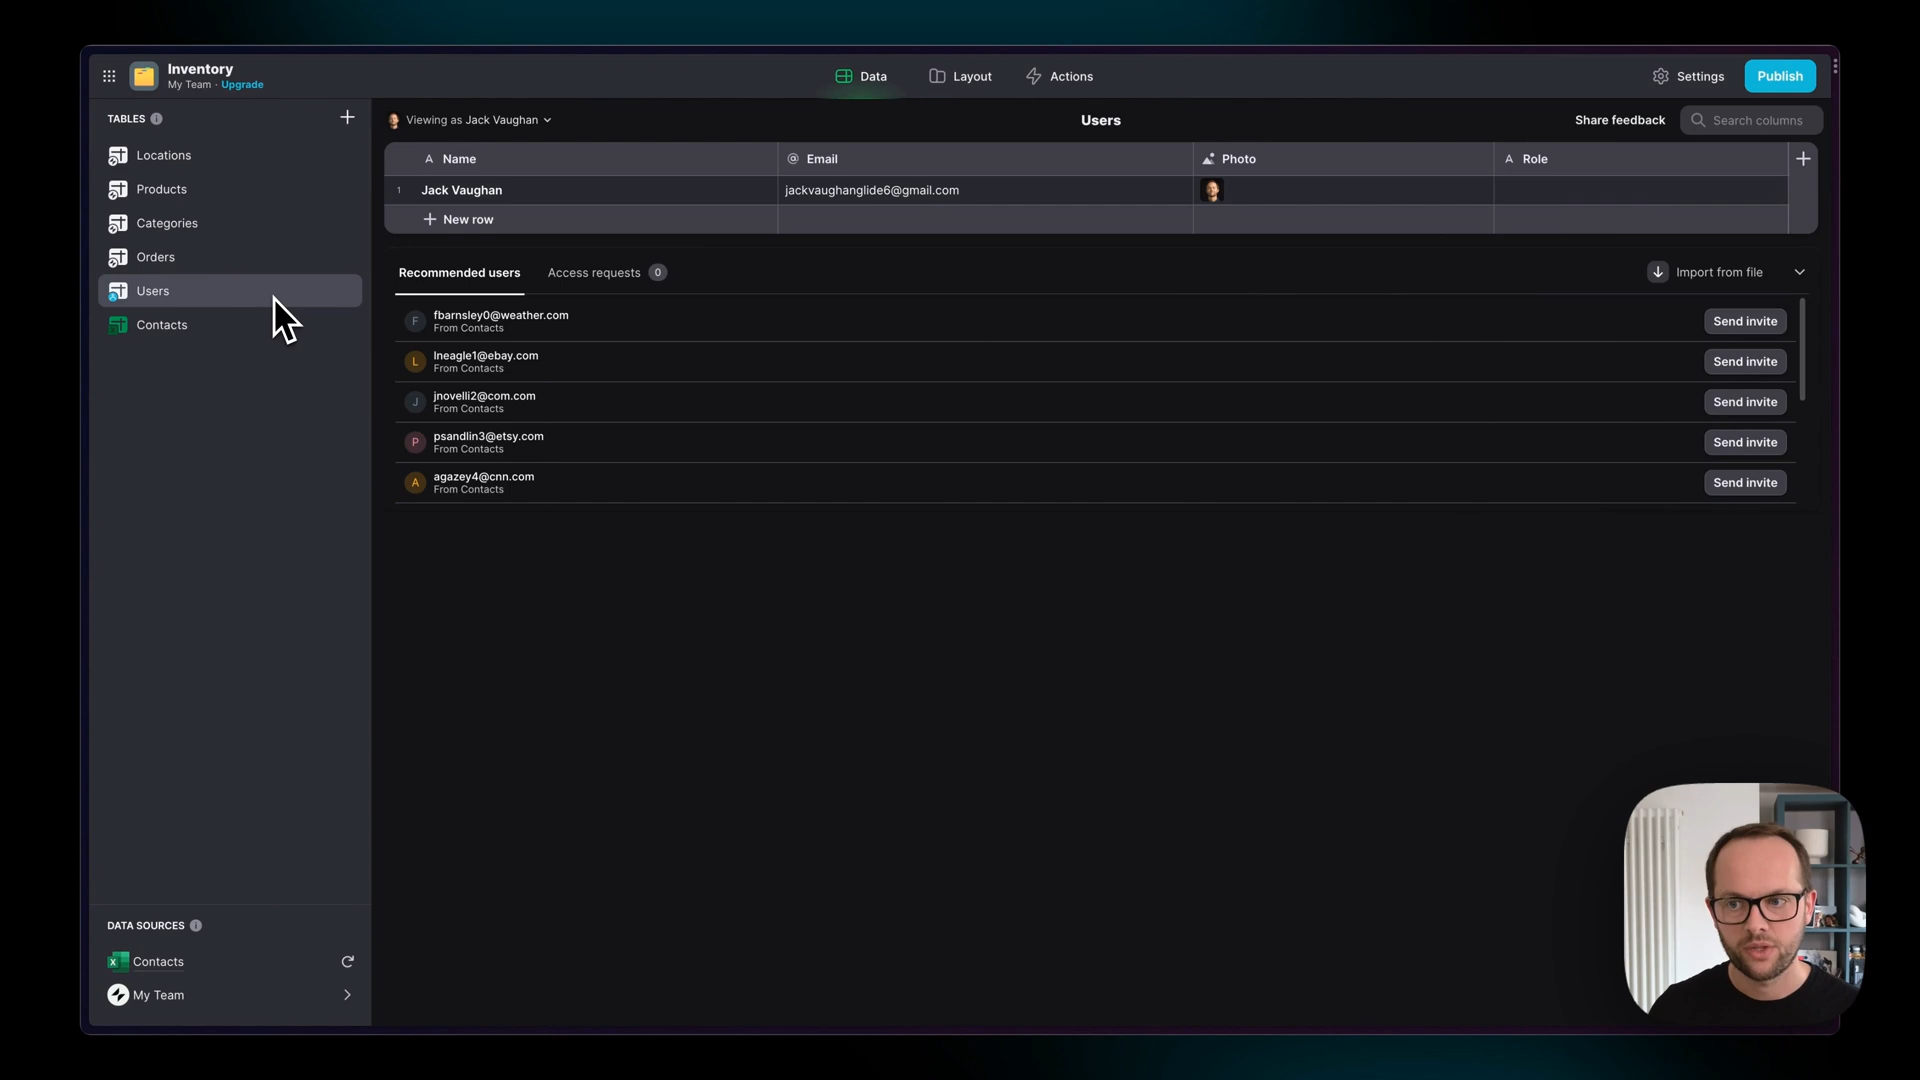 Inventory
My Team · Upgrade
Data
Layout
Actions
Settings
Publish
TABLES
Locations
Products
Categories
Orders
Users
Contacts
Viewing as Jack Vaughan
Users
Share feedback
Search columns
Name
Email
Photo
Role
1
Jack Vaughan
jackvaughanglide6@gmail.com
New row
Recommended users
Access requests
0
Import from file
F
fbarnsley0@weather.com
From Contacts
Send invite
L
lneagle1@ebay.com
From Contacts
Send invite
J
jnovelli2@com.com
From Contacts
Send invite
P
psandlin3@etsy.com
From Contacts
Send invite
A
agazey4@cnn.com
From Contacts
Send invite
DATA SOURCES
Contacts
My Team